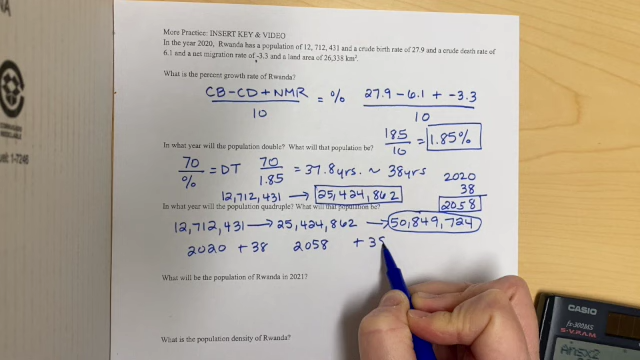 More Practice: INSERT KEY & VIDEO
In the year 2020, Rwanda has a population of 12, 712, 431 and a crude birth rate of 27.9 and a crude death rate of
6.1 and a net migration rate of -3.3 and a land area of 26,338 km².
What is the percent growth rate of Rwanda?
CB-CD+NMR
10
= %
27.9-6.1 + -3.3
10
185
10
= 1.85%
In what year will the population double? What will that population be?
70
%
= DT
70
1.85
= 37.8yrs. ~ 38yrs
2020
38
2058
12,712,431 → 25,424,862
In what year will the population quadruple? What will that population be?
12,712,431 → 25,424,862 → 50,849,724
2020 +38 2058 +38
What will be the population of Rwanda in 2021?
What is the population density of Rwanda?
CASIO
fx-300MS
S-V.P.A.M.